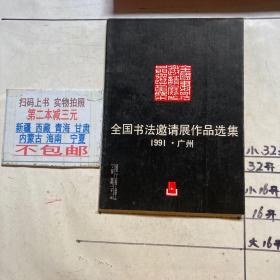 扫码上书 实物拍照
第二本减三元
新疆 西藏 青海 甘肃
内蒙古 海南 宁夏
不包邮
全国书法邀请展作品选集
1991·广州
小32
32开
小16开
16开
大16开